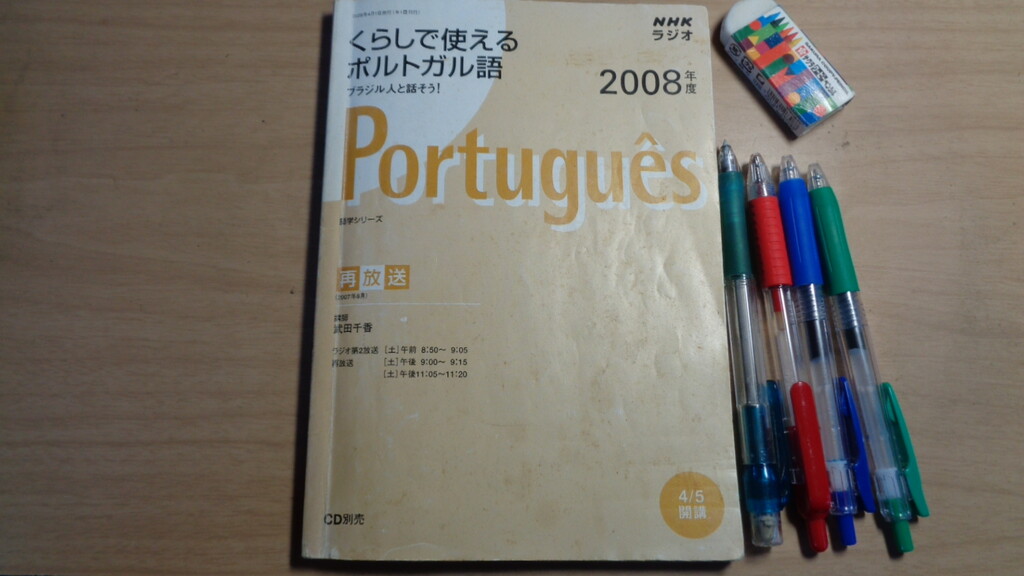 くらしで使える
ポルトガル語
ブラジル人と話そう!
NHK
ラジオ
2008年度
Português
語学シリーズ
再放送
講師
武田千香
ラジオ第2放送 [土]午前 8:50〜 9:05
再放送 [土]午後 9:00〜 9:15
[土]午後11:05〜11:20
4/5
開講
CD別売